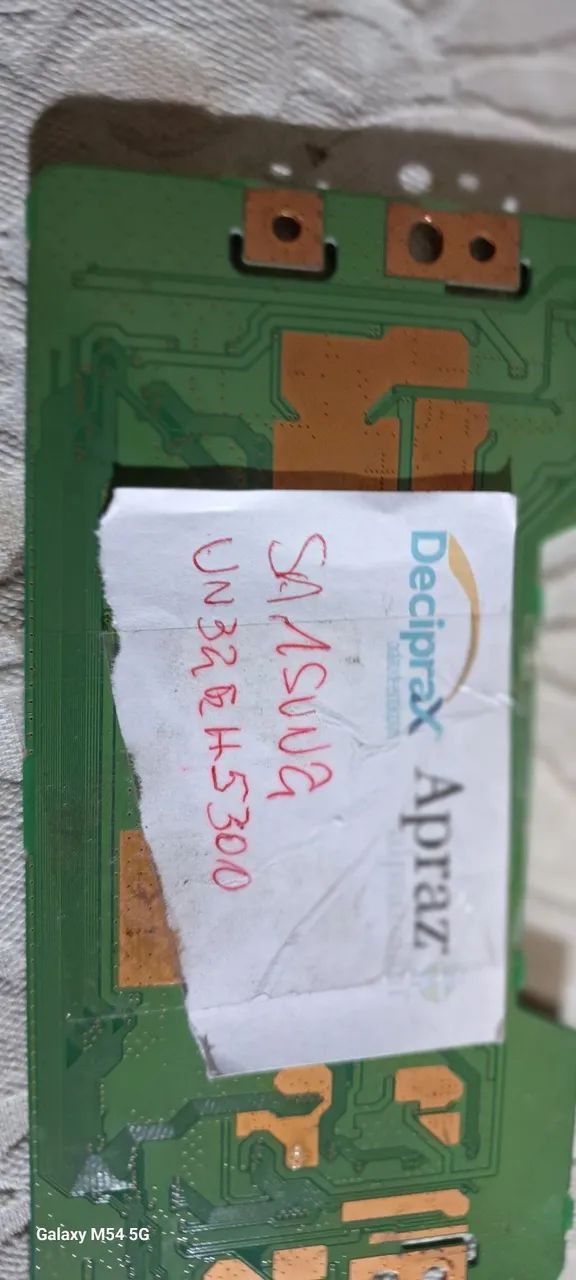 Deciprax
Apraz
SAMSUNG
UN32EH5300
Galaxy M54 5G